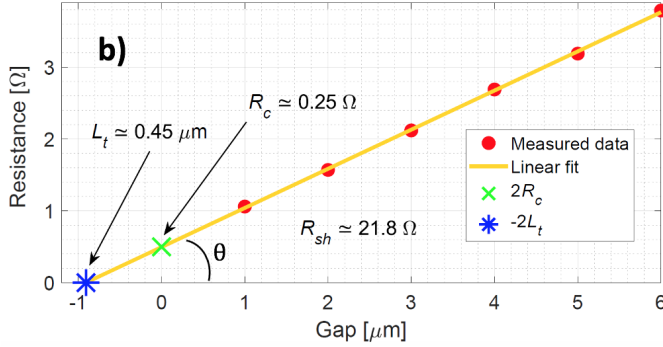 b)
R_c ≃ 0.25 Ω
L_t ≃ 0.45 μm
θ
R_sh ≃ 21.8 Ω
Measured data
Linear fit
2R_c
-2L_t
Resistance [Ω]
3
2
1
0
-1 0 1 2 3 4 5 6
Gap [μm]